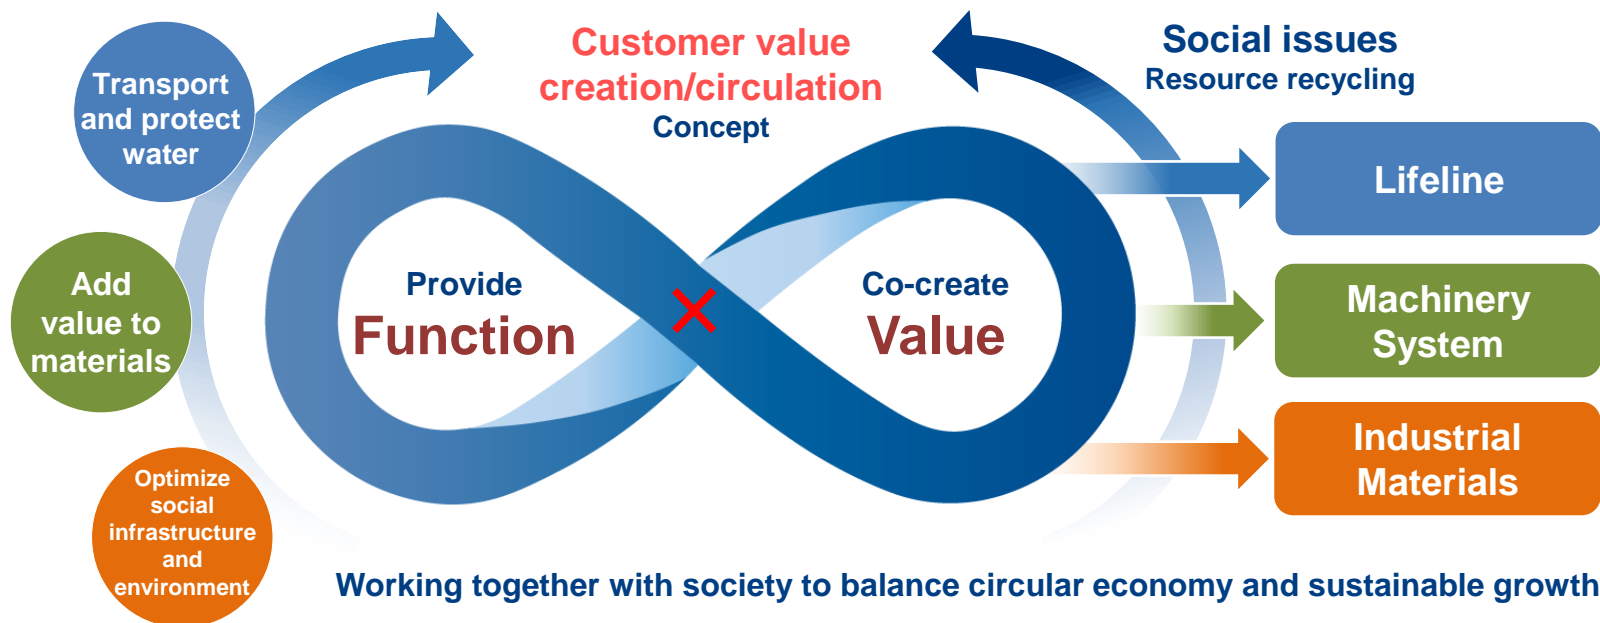 Transport
and protect
water
Add
value to
materials
Optimize
social
infrastructure
and
environment
Customer value
creation/circulation
Concept
Provide
Function
Co-create
Value
Social issues
Resource recycling
Lifeline
Machinery
System
Industrial
Materials
Working together with society to balance circular economy and sustainable growth